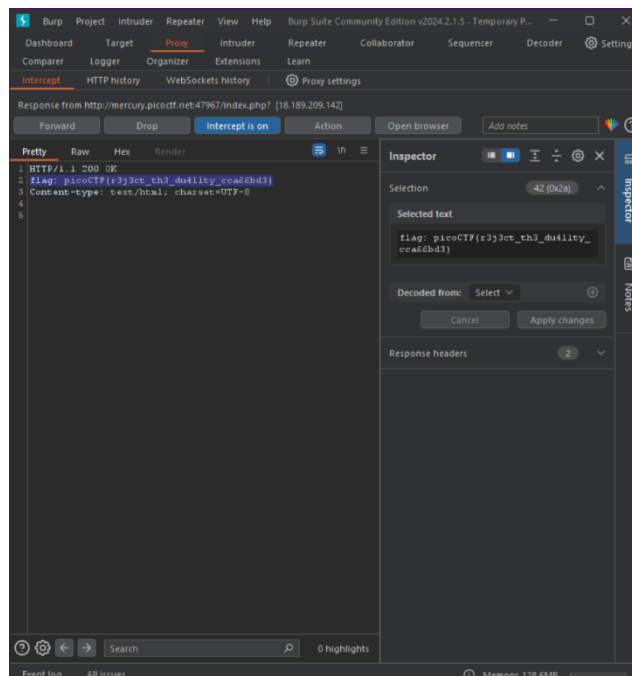 Burp Project Intruder Repeater View Help Burp Suite Community Edition v2024.2.1.5 - Temporary P...
Dashboard Target Proxy Intruder Repeater Collaborator Sequencer Decoder Setting
Comparer Logger Organizer Extensions Learn
Intercept HTTP history WebSockets history Proxy settings
Response from http://mercury.picoctf.net:47967/index.php? [18.189.209.142]
Forward Drop Intercept is on Action Open browser Add notes
Pretty Raw Hex Render \n
Inspector
1 HTTP/1.1 200 OK
2 flag: picoCTF{r3j3ct_th3_du4l1ty_cca66bd3}
3 Content-type: text/html; charset=UTF-8
4
5
Selection 42 (0x2a)
Selected text
flag: picoCTF{r3j3ct_th3_du4l1ty_
cca66bd3}
Decoded from: Select
Cancel Apply changes
Response headers 2
Inspector
Notes
Search 0 highlights
Event log All issues Memory: 128.6MB